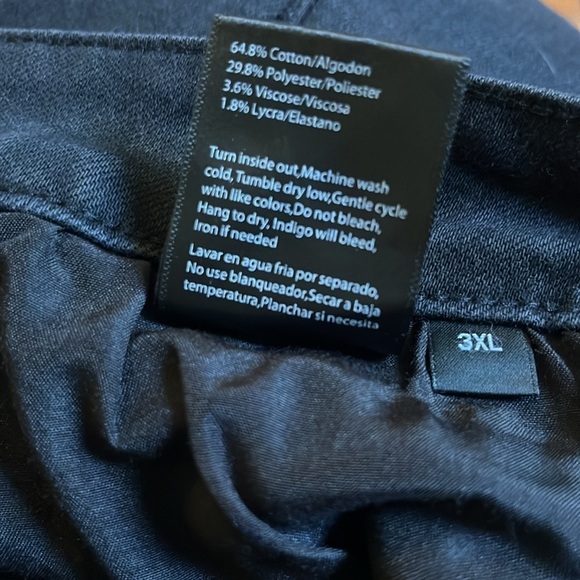 64.8% Cotton/Algodon
29.8% Polyester/Poliester
3.6% Viscose/Viscosa
1.8% Lycra/Elastano
Turn inside out,Machine wash
cold,Tumble dry low,Gentle cycle
with like colors,Do not bleach,
Hang to dry, Indigo will bleed,
Iron if needed
Lavar en agua fria por separado,
No use blanqueador,Secar a baja
temperatura,Planchar si necesita
3XL